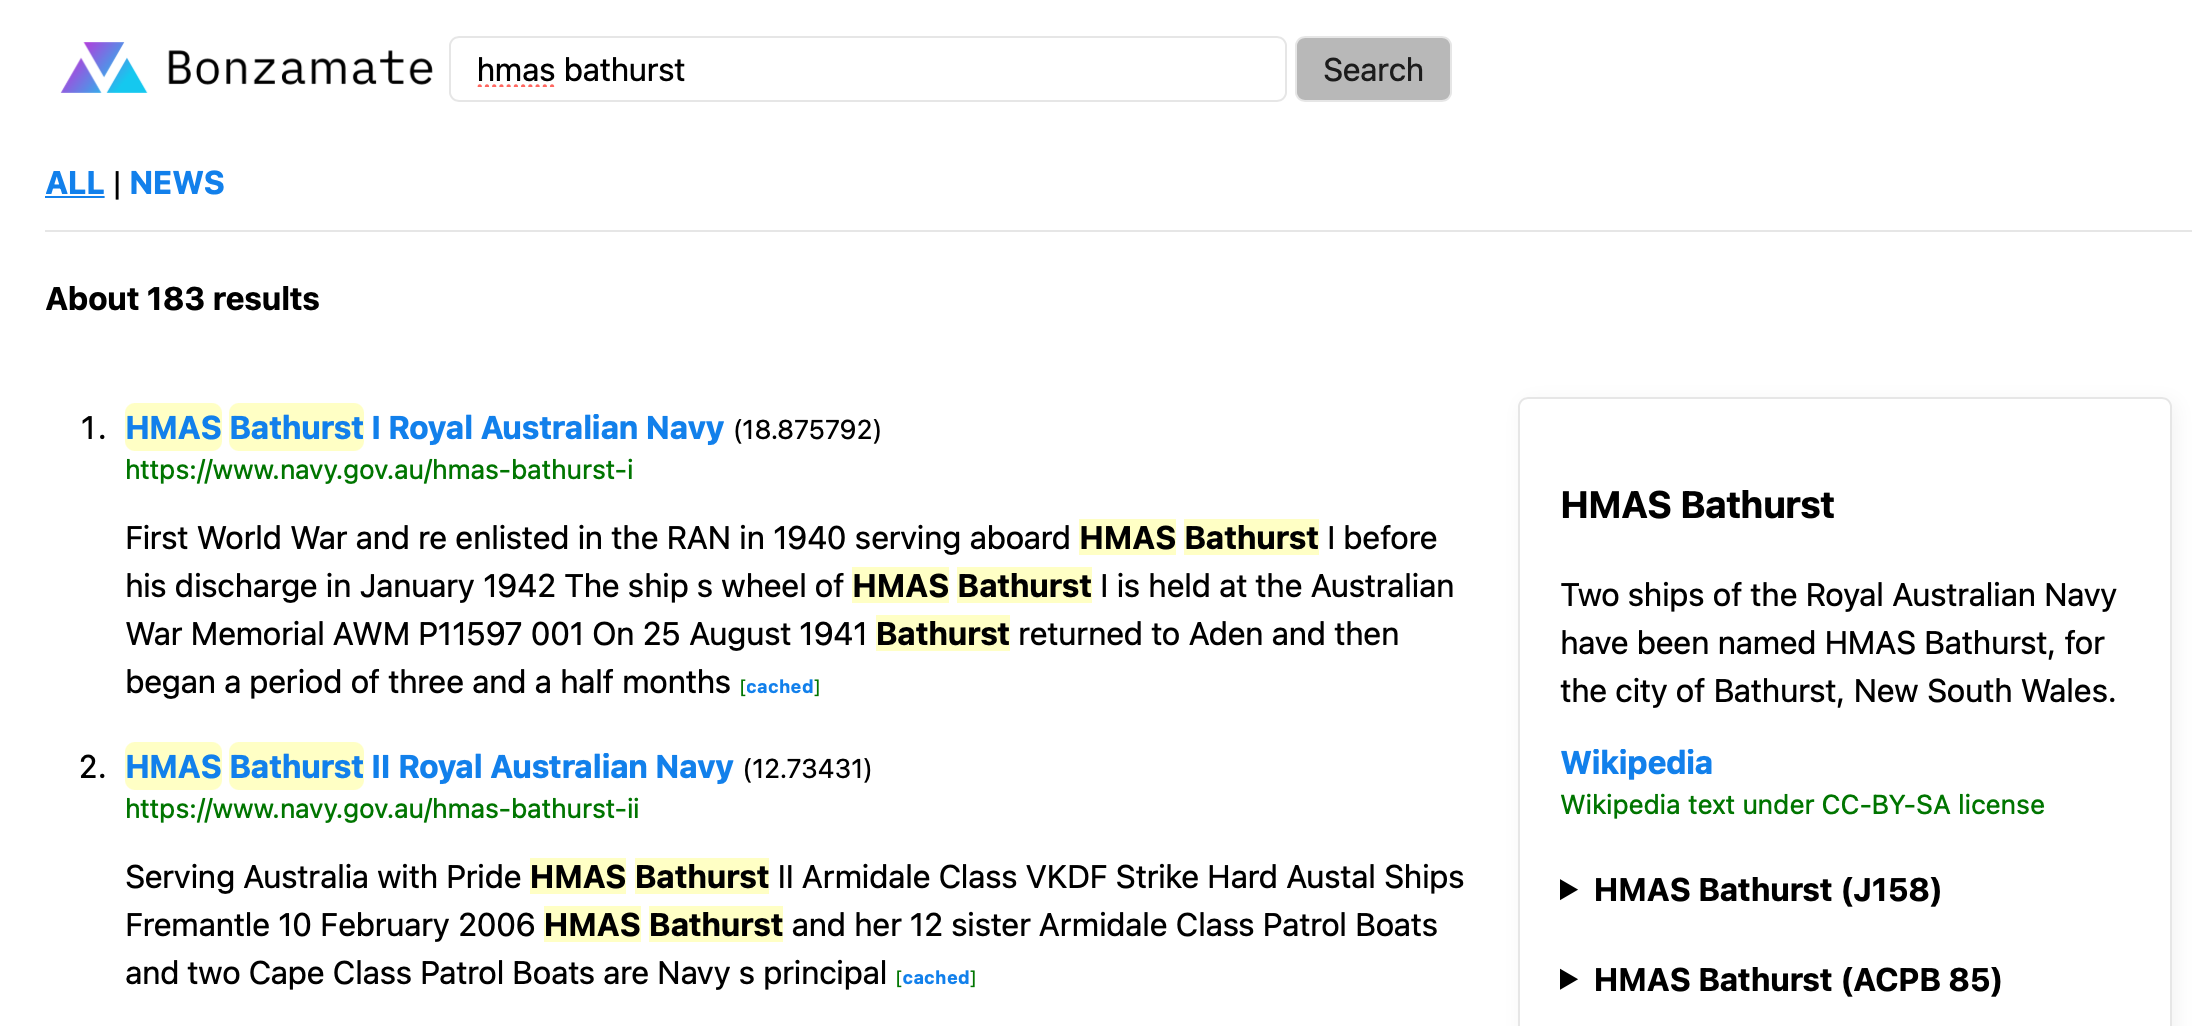 Bonzamate
hmas bathurst
Search
ALL | NEWS
About 183 results
1. HMAS Bathurst I Royal Australian Navy (18.875792)
https://www.navy.gov.au/hmas-bathurst-i
First World War and re enlisted in the RAN in 1940 serving aboard HMAS Bathurst I before
his discharge in January 1942 The ship s wheel of HMAS Bathurst I is held at the Australian
War Memorial AWM P11597 001 On 25 August 1941 Bathurst returned to Aden and then
began a period of three and a half months [cached]
2. HMAS Bathurst II Royal Australian Navy (12.73431)
https://www.navy.gov.au/hmas-bathurst-ii
Serving Australia with Pride HMAS Bathurst II Armidale Class VKDF Strike Hard Austal Ships
Fremantle 10 February 2006 HMAS Bathurst and her 12 sister Armidale Class Patrol Boats
and two Cape Class Patrol Boats are Navy s principal [cached]
HMAS Bathurst
Two ships of the Royal Australian Navy
have been named HMAS Bathurst, for
the city of Bathurst, New South Wales.
Wikipedia
Wikipedia text under CC-BY-SA license
▶ HMAS Bathurst (J158)
▶ HMAS Bathurst (ACPB 85)